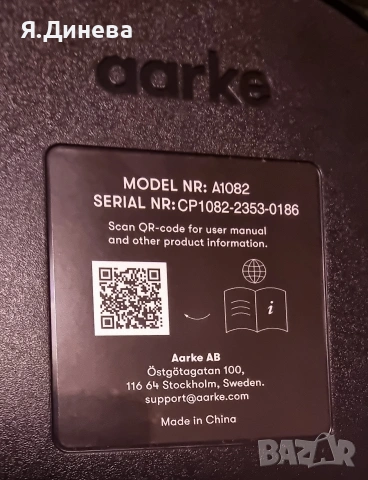 Я.Динева
aarke
MODEL NR: A1082
SERIAL NR: CP1082-2353-0186
Scan QR-code for user manual
and other product information.
i
Aarke AB
Östgötagatan 100,
116 64 Stockholm, Sweden.
support@aarke.com
Made in China
BAZAR